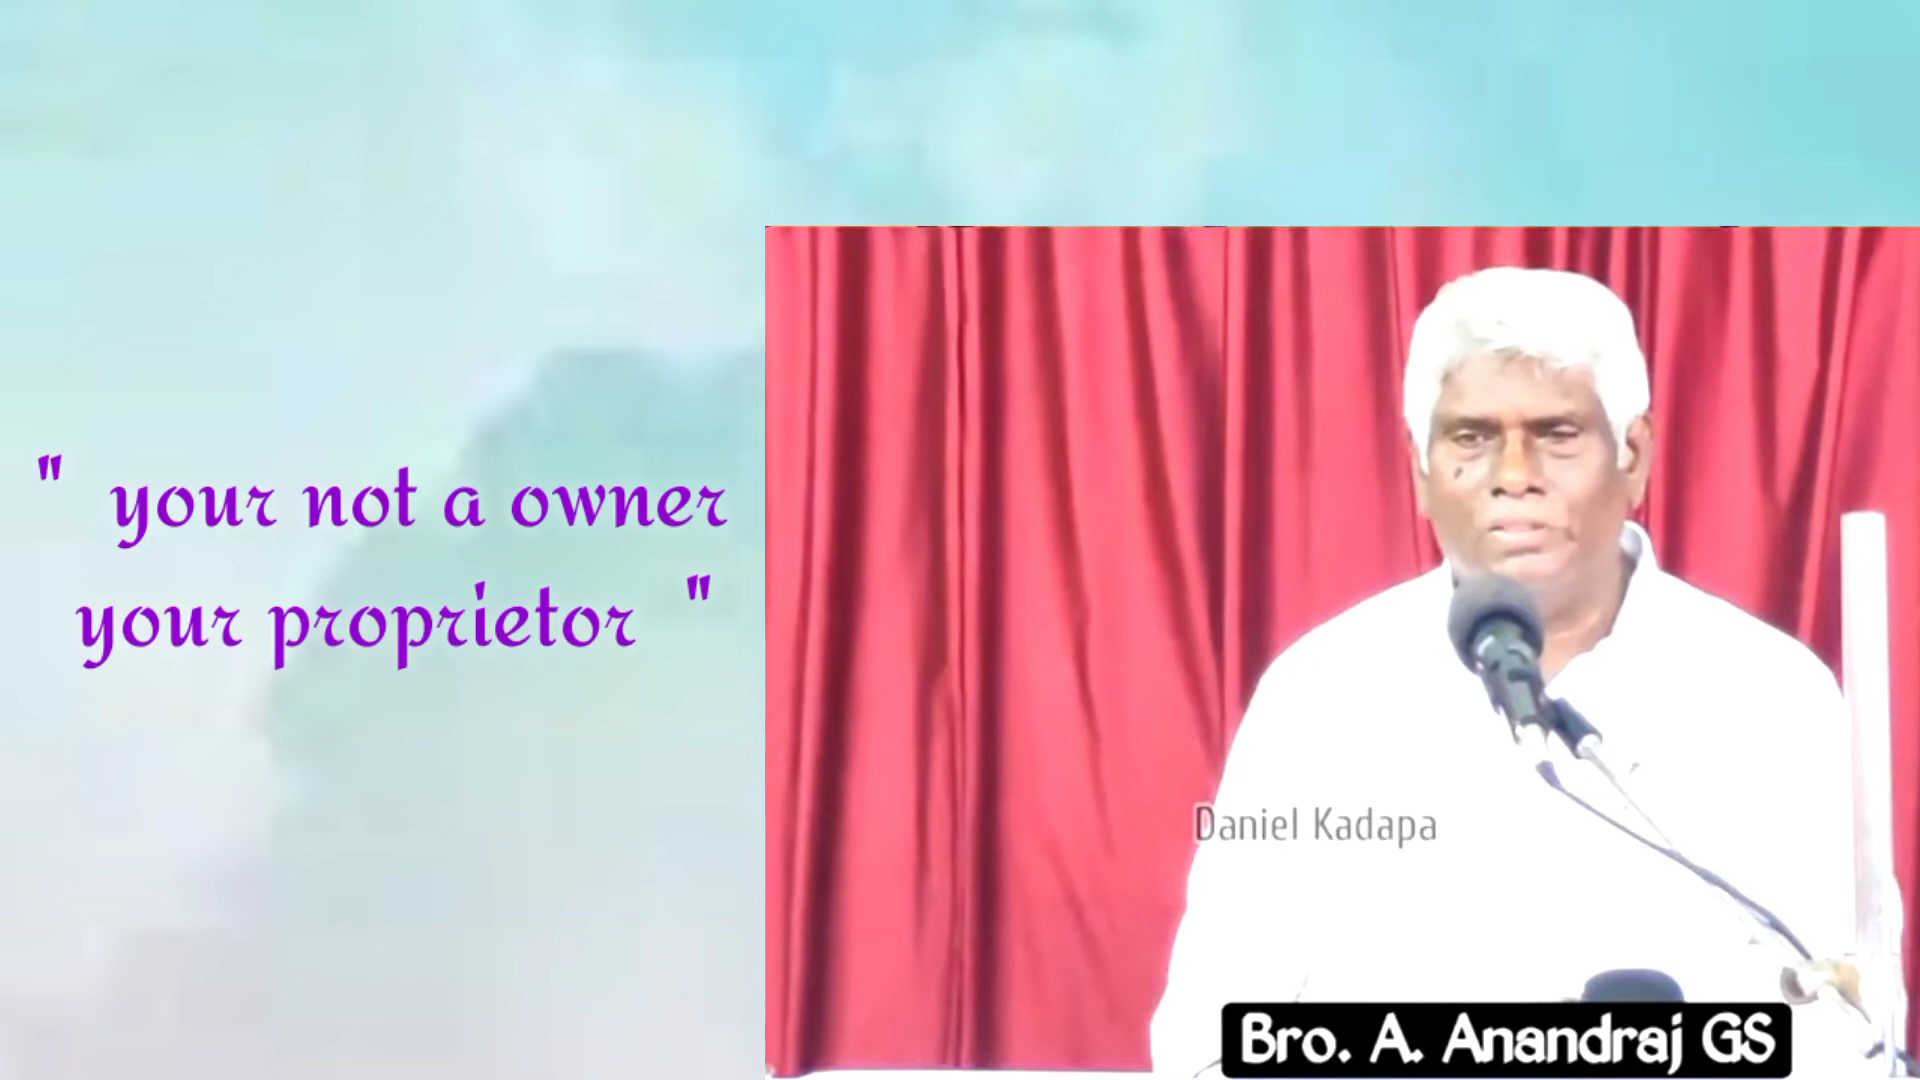 " your not a owner
your proprietor "
Daniel Kadapa
Bro. A. Anandraj GS